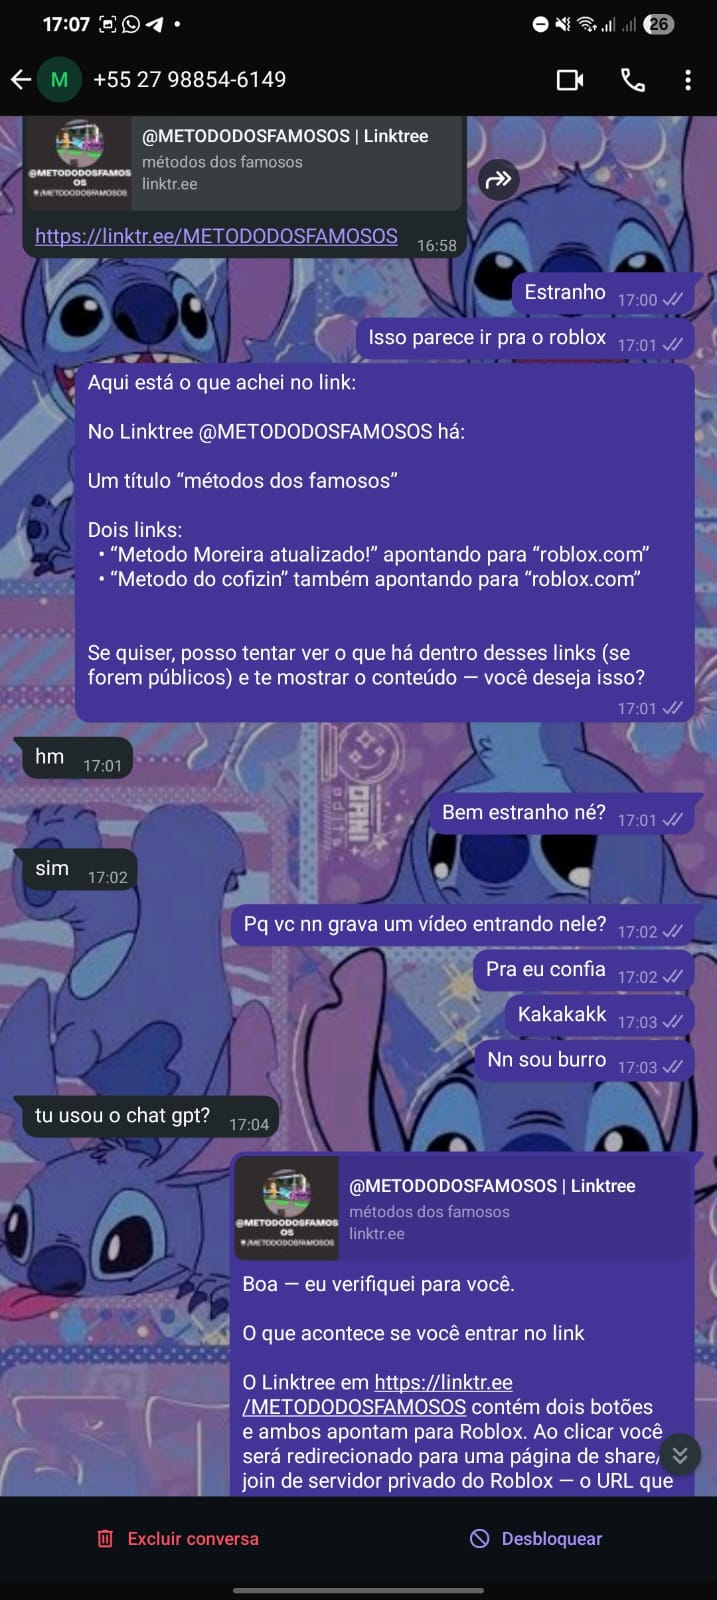 17:07
26
M
+55 27 98854-6149
@METODODOSFAMOSOS | Linktree
métodos dos famosos
linktr.ee
@METODODOSFAMOS
OS
/METODODOSFAMOSOS
https://linktr.ee/METODODOSFAMOSOS
16:58
Estranho 17:00
Isso parece ir pra o roblox 17:01
Aqui está o que achei no link:
No Linktree @METODODOSFAMOSOS há:
Um título “métodos dos famosos”
Dois links:
• “Metodo Moreira atualizado!” apontando para “roblox.com”
• “Metodo do cofizin” também apontando para “roblox.com”
Se quiser, posso tentar ver o que há dentro desses links (se
forem públicos) e te mostrar o conteúdo — você deseja isso?
17:01
hm 17:01
Bem estranho né? 17:01
sim 17:02
Pq vc nn grava um vídeo entrando nele? 17:02
Pra eu confia 17:02
Kakakakk 17:03
Nn sou burro 17:03
tu usou o chat gpt? 17:04
@METODODOSFAMOSOS | Linktree
métodos dos famosos
linktr.ee
@METODODOSFAMOS
OS
/METODODOSFAMOSOS
Boa — eu verifiquei para você.
O que acontece se você entrar no link
O Linktree em https://linktr.ee
/METODODOSFAMOSOS contém dois botões
e ambos apontam para Roblox. Ao clicar você
será redirecionado para uma página de share/
join de servidor privado do Roblox — o URL que
Excluir conversa
Desbloquear